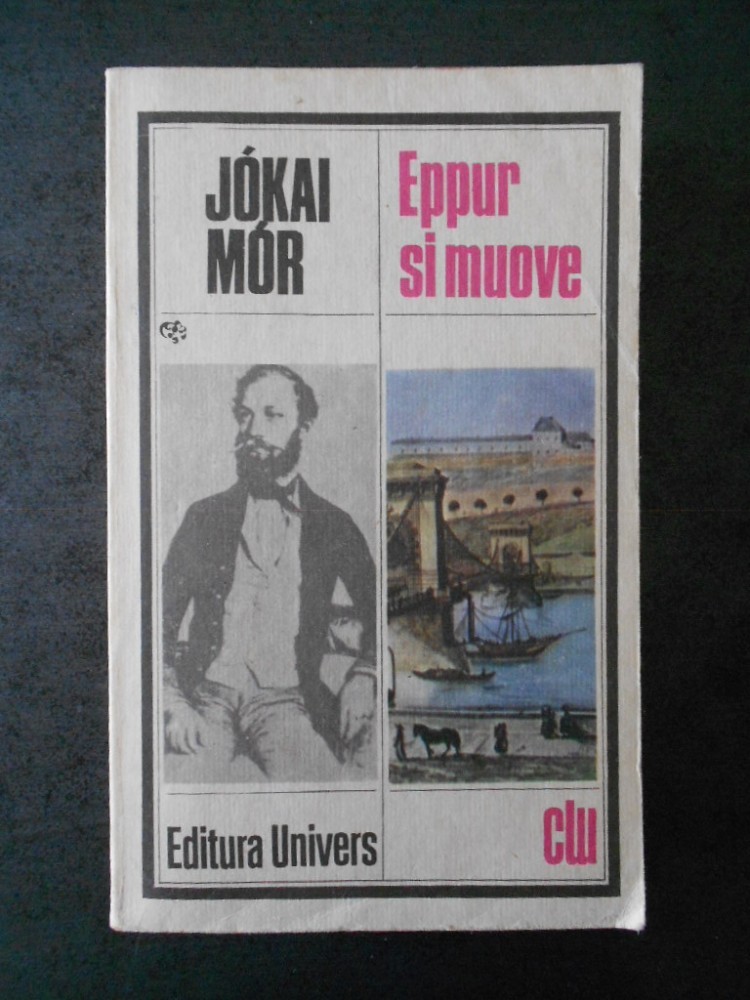 JÓKAI
MÓR
Eppur
si muove
Editura Univers
clu